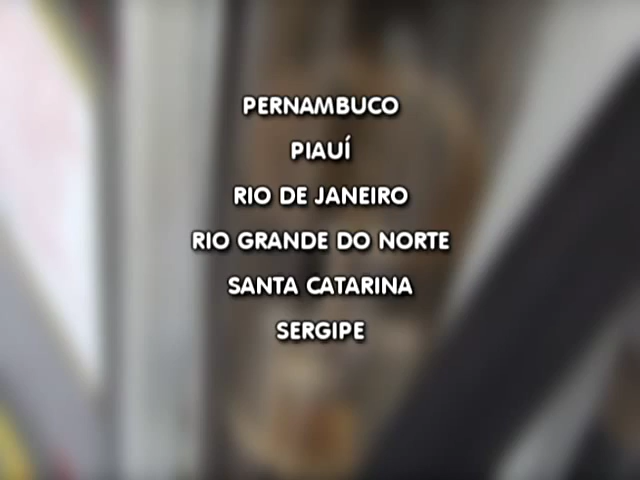 PERNAMBUCO
PIAUÍ
RIO DE JANEIRO
RIO GRANDE DO NORTE
SANTA CATARINA
SERGIPE